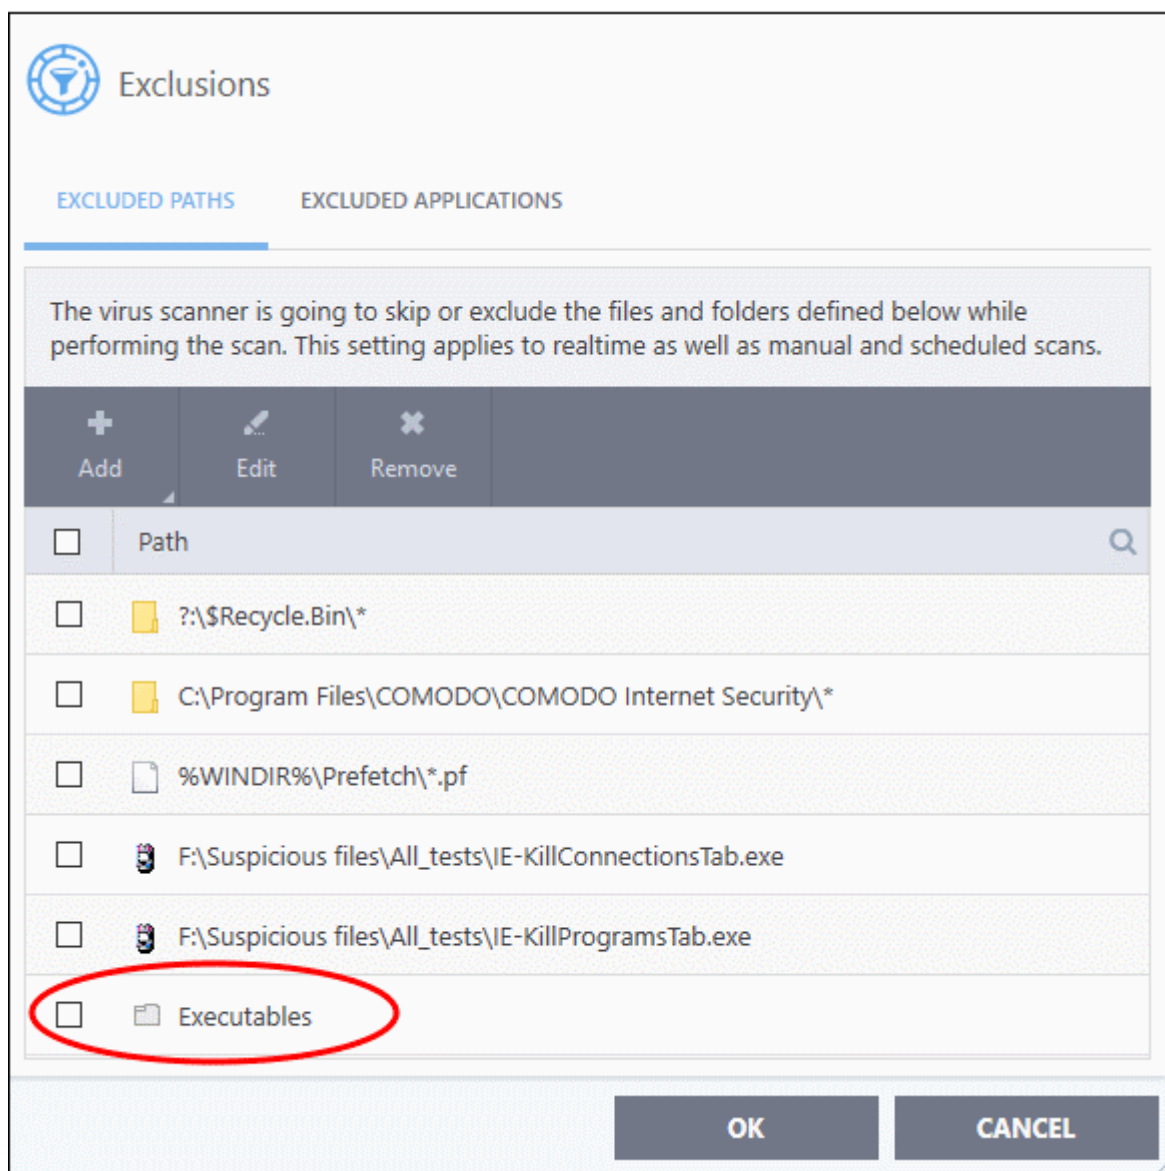 Exclusions
EXCLUDED PATHS EXCLUDED APPLICATIONS
The virus scanner is going to skip or exclude the files and folders defined below while
performing the scan. This setting applies to realtime as well as manual and scheduled scans.
Add Edit Remove
Path
?:\$Recycle.Bin\*
C:\Program Files\COMODO\COMODO Internet Security\*
%WINDIR%\Prefetch\*.pf
F:\Suspicious files\All_tests\IE-KillConnectionsTab.exe
F:\Suspicious files\All_tests\IE-KillProgramsTab.exe
Executables
OK CANCEL